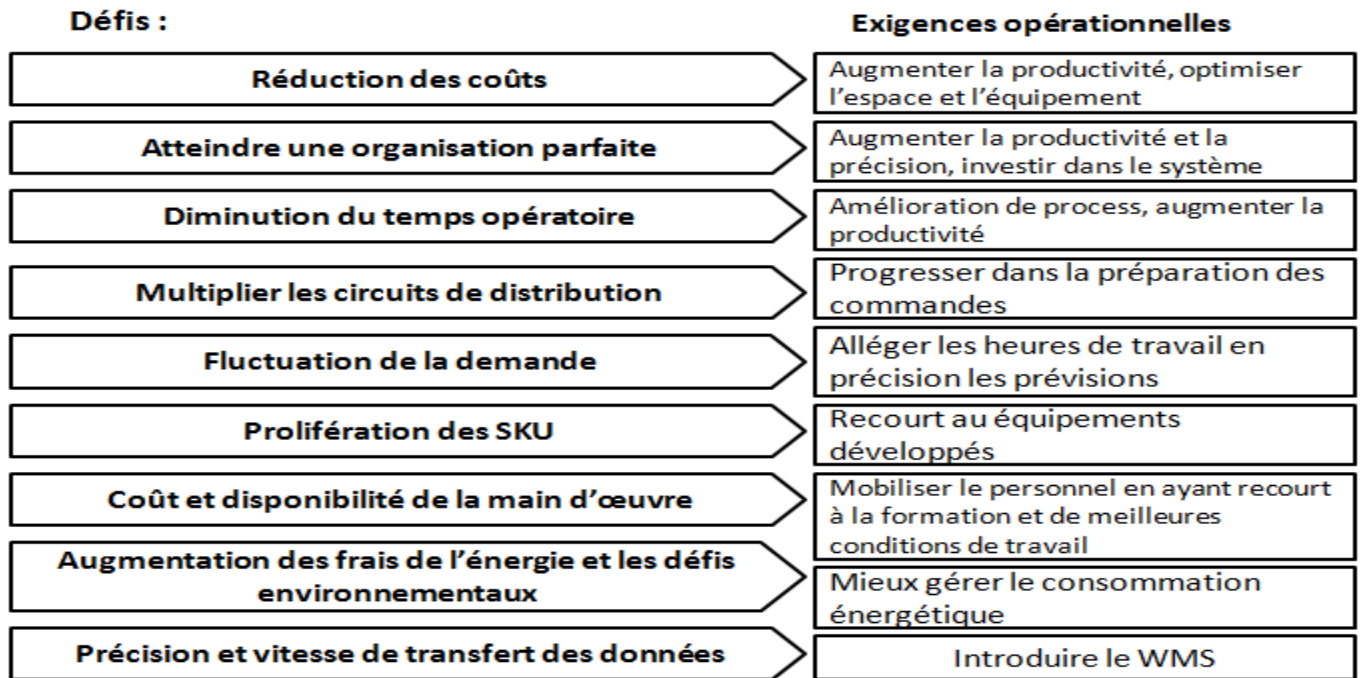 Défis :
Exigences opérationnelles
Réduction des coûts
Augmenter la productivité, optimiser
l’espace et l’équipement
Atteindre une organisation parfaite
Augmenter la productivité et la
précision, investir dans le système
Diminution du temps opératoire
Amélioration de process, augmenter la
productivité
Multiplier les circuits de distribution
Progresser dans la préparation des
commandes
Fluctuation de la demande
Alléger les heures de travail en
précision les prévisions
Prolifération des SKU
Recourt au équipements
développés
Coût et disponibilité de la main d’œuvre
Mobiliser le personnel en ayant recourt
à la formation et de meilleures
conditions de travail
Augmentation des frais de l’énergie et les défis
environnementaux
Mieux gérer le consommation
énergétique
Précision et vitesse de transfert des données
Introduire le WMS